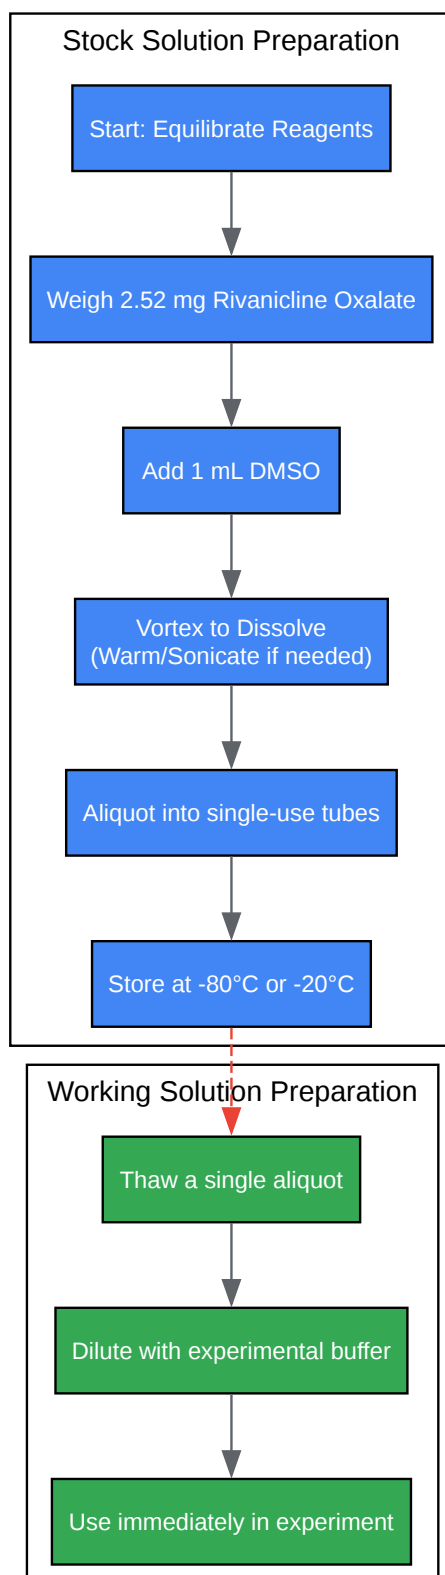 Stock Solution Preparation
Start: Equilibrate Reagents
Weigh 2.52 mg Rivanicline Oxalate
Add 1 mL DMSO
Vortex to Dissolve
(Warm/Sonicate if needed)
Aliquot into single-use tubes
Store at -80°C or -20°C
Working Solution Preparation
Thaw a single aliquot
Dilute with experimental buffer
Use immediately in experiment